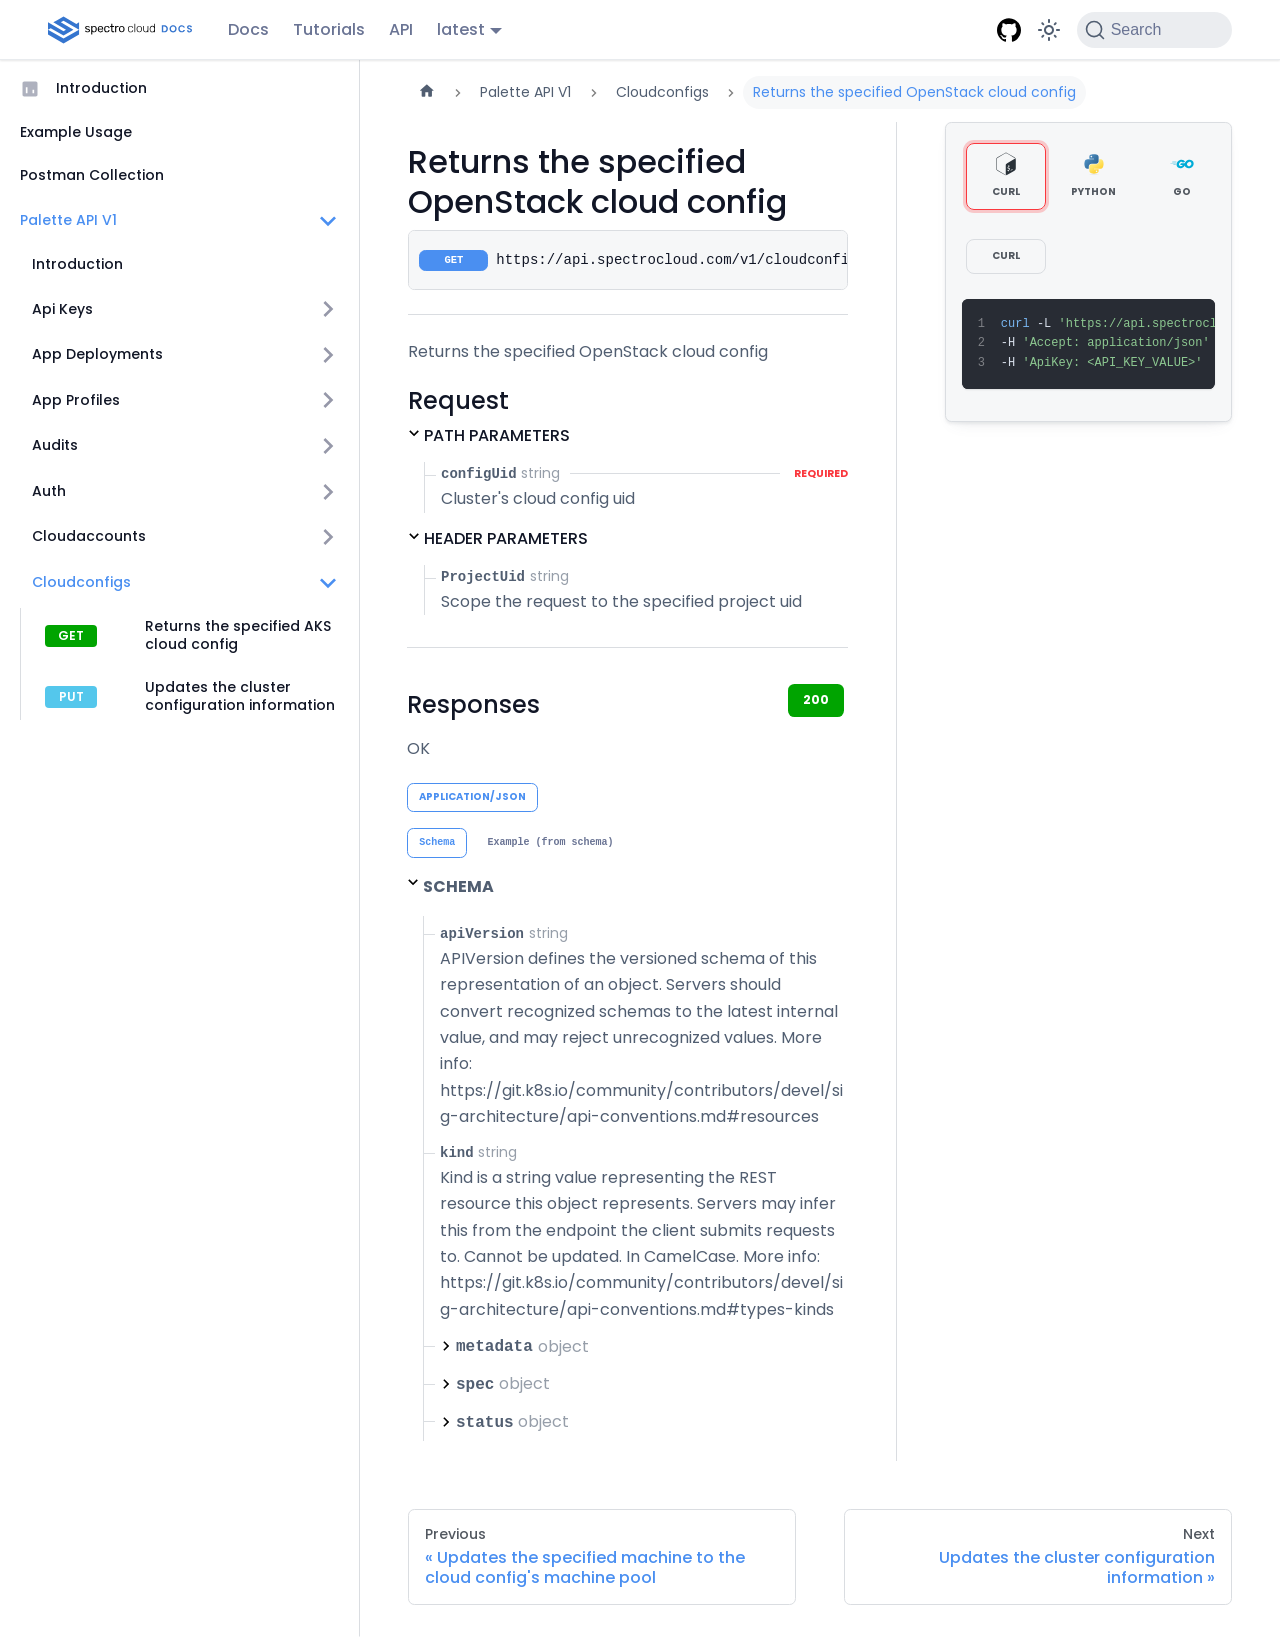 spectro cloud DOCS
Docs
Tutorials
API
latest
Search
Introduction
Example Usage
Postman Collection
Palette API V1
Introduction
Api Keys
App Deployments
App Profiles
Audits
Auth
Cloudaccounts
Cloudconfigs
GET Returns the specified AKS
cloud config
PUT Updates the cluster
configuration information
Palette API V1
Cloudconfigs
Returns the specified OpenStack cloud config
Returns the specified
OpenStack cloud config
GET https://api.spectrocloud.com/v1/cloudconfi
Returns the specified OpenStack cloud config
Request
PATH PARAMETERS
configUid string REQUIRED
Cluster's cloud config uid
HEADER PARAMETERS
ProjectUid string
Scope the request to the specified project uid
Responses
200
OK
APPLICATION/JSON
Schema Example (from schema)
SCHEMA
apiVersion string
APIVersion defines the versioned schema of this
representation of an object. Servers should
convert recognized schemas to the latest internal
value, and may reject unrecognized values. More
info:
https://git.k8s.io/community/contributors/devel/si
g-architecture/api-conventions.md#resources
kind string
Kind is a string value representing the REST
resource this object represents. Servers may infer
this from the endpoint the client submits requests
to. Cannot be updated. In CamelCase. More info:
https://git.k8s.io/community/contributors/devel/si
g-architecture/api-conventions.md#types-kinds
metadata object
spec object
status object
CURL
PYTHON
GO
CURL
1 curl -L 'https://api.spectrocl
2 -H 'Accept: application/json'
3 -H 'ApiKey: <API_KEY_VALUE>'
Previous
« Updates the specified machine to the
cloud config's machine pool
Next
Updates the cluster configuration
information »